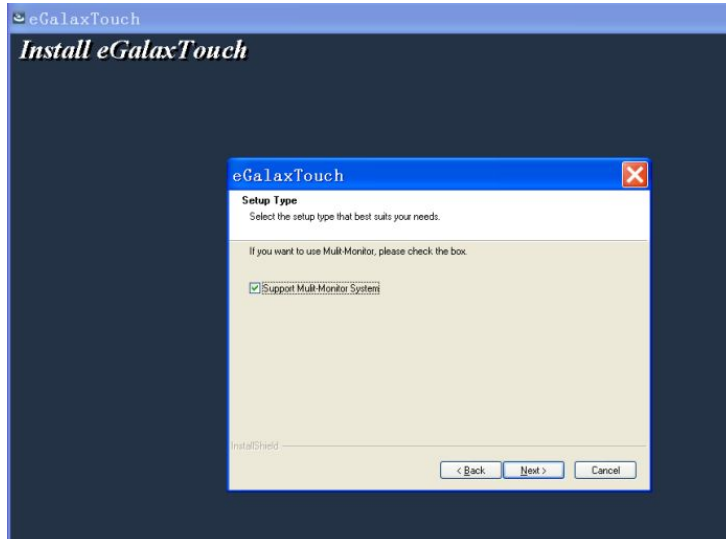 eGalaxTouch
Install eGalaxTouch
eGalaxTouch
Setup Type
Select the setup type that best suits your needs.
If you want to use Mulit-Monitor, please check the box.
Support Mulit-Monitor System
InstallShield
< Back
Next >
Cancel